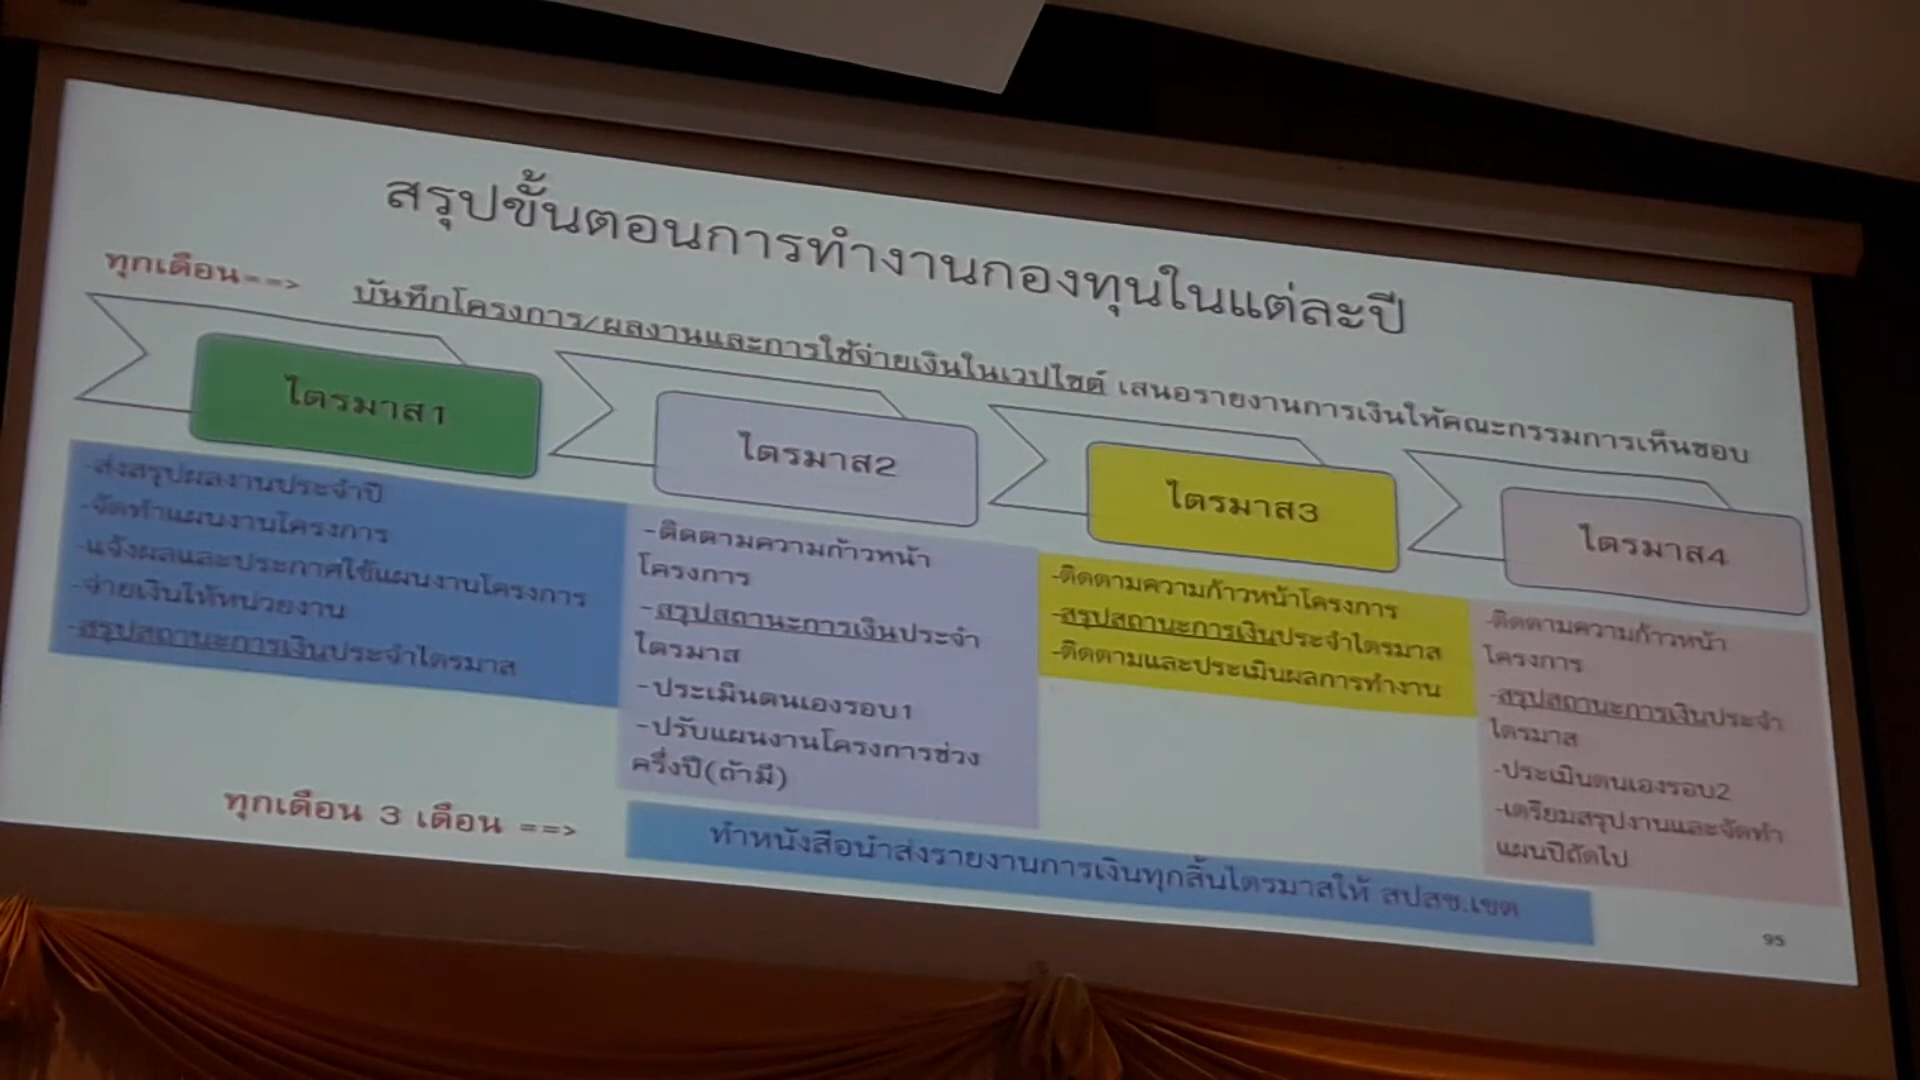 สรุปขั้นตอนการทำงานกองทุนในแต่ละปี
ทุกเดือน==>
บันทึกโครงการ/ผลงานและการใช้จ่ายเงินในเวปไซต์ เสนอรายงานการเงินให้คณะกรรมการเห็นชอบ
ไตรมาส1
-ส่งสรุปผลงานประจำปี
-จัดทำแผนงานโครงการ
-แจ้งผลและประกาศใช้แผนงานโครงการ
-จ่ายเงินให้หน่วยงาน
-สรุปสถานะการเงินประจำไตรมาส
ไตรมาส2
-ติดตามความก้าวหน้า
โครงการ
-สรุปสถานะการเงินประจำ
ไตรมาส
-ประเมินตนเองรอบ1
-ปรับแผนงานโครงการช่วง
ครึ่งปี(ถ้ามี)
ไตรมาส3
-ติดตามความก้าวหน้าโครงการ
-สรุปสถานะการเงินประจำไตรมาส
-ติดตามและประเมินผลการทำงาน
ไตรมาส4
-ติดตามความก้าวหน้า
โครงการ
-สรุปสถานะการเงินประจำ
ไตรมาส
-ประเมินตนเองรอบ2
-เตรียมสรุปงานและจัดทำ
แผนปีถัดไป
ทุกเดือน 3 เดือน ==>
ทำหนังสือนำส่งรายงานการเงินทุกสิ้นไตรมาสให้ สปสช.เขต
95